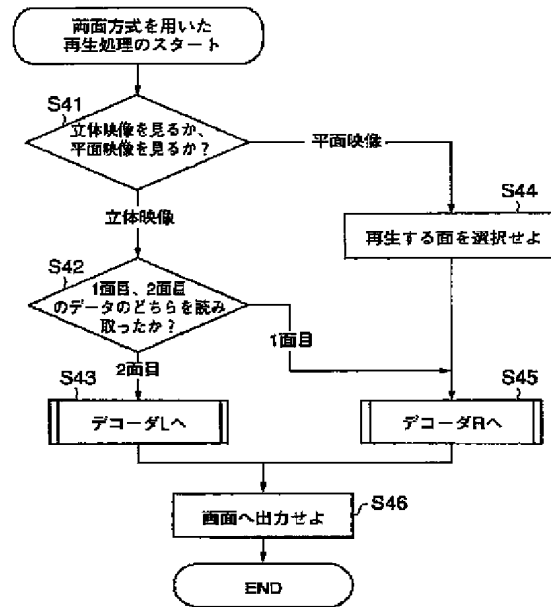 両面方式を用いた
再生処理のスタート
S41
立体映像を見るか、
平面映像を見るか？
平面映像
立体映像
S44
再生する面を選択せよ
S42
1面目、2面目
のデータのどちらを読み
取ったか？
1面目
2面目
S43
デコーダLへ
S45
デコーダRへ
S46
画面へ出力せよ
END